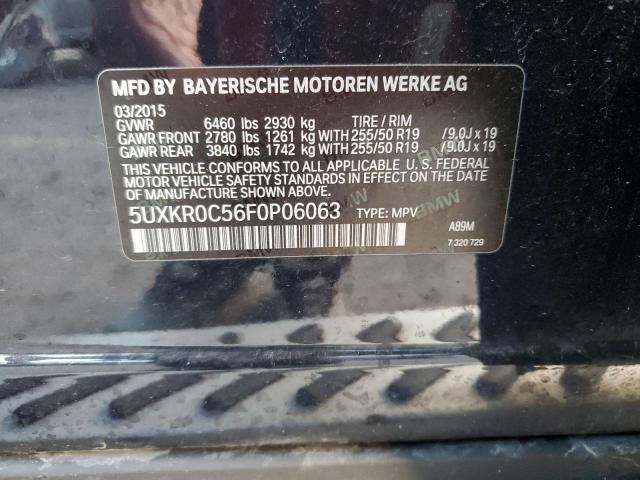 MFD BY BAYERISCHE MOTOREN WERKE AG
03/2015
GVWR 6460 lbs 2930 kg TIRE / RIM
GAWR FRONT 2780 lbs 1261 kg WITH 255/50 R19 /9.0J x 19
GAWR REAR 3840 lbs 1742 kg WITH 255/50 R19 /9.0J x 19
THIS VEHICLE CONFORMS TO ALL APPLICABLE U.S. FEDERAL
MOTOR VEHICLE SAFETY STANDARDS IN EFFECT ON THE DATE
OF MANUFACTURE SHOWN ABOVE.
5UXKR0C56F0P06063 TYPE: MPV
A89M
7 320 729
BMW